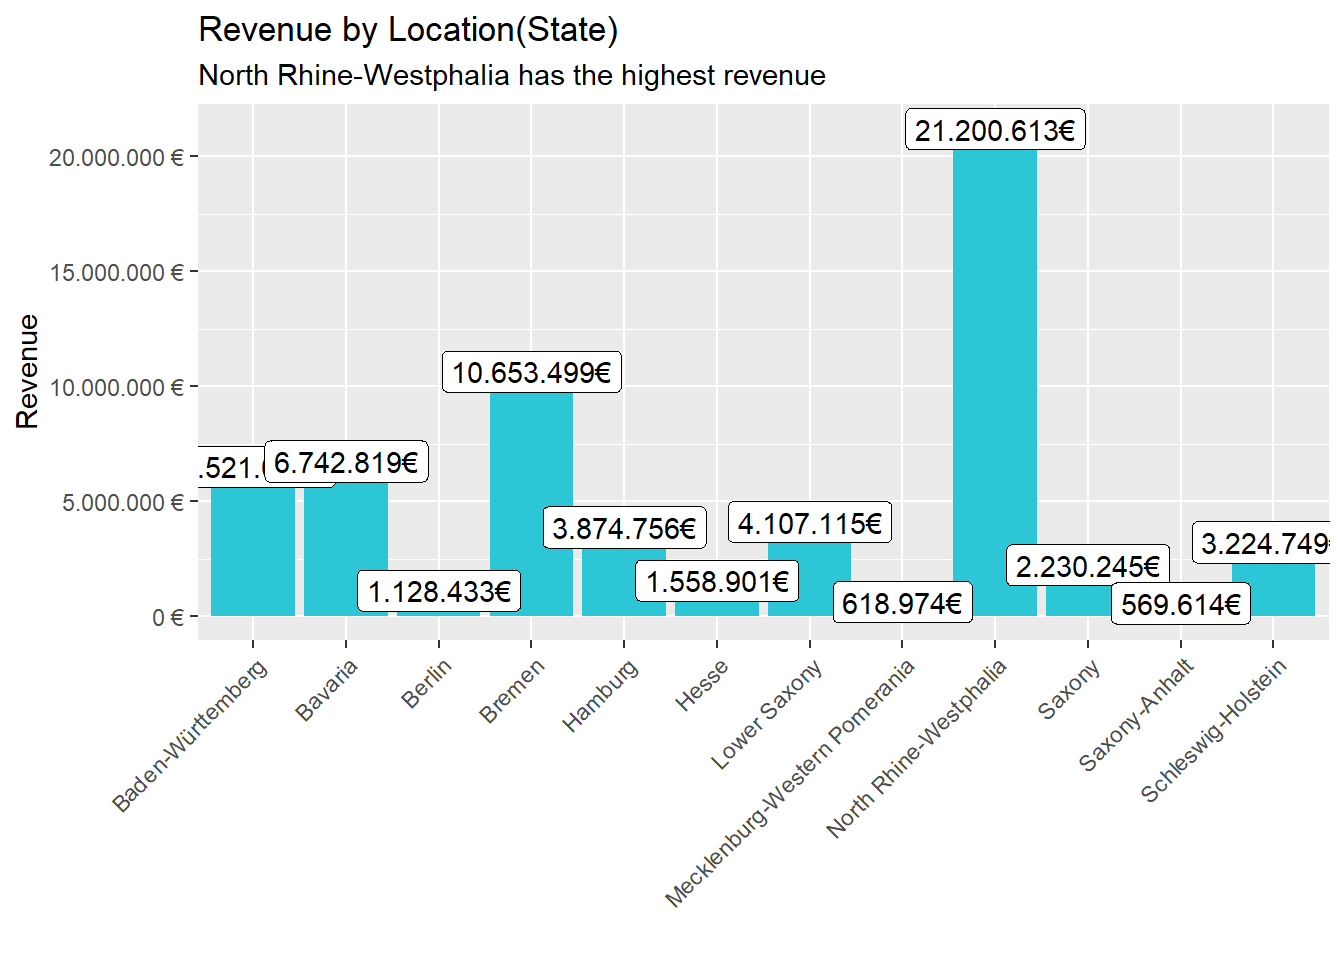 Revenue by Location(State)
North Rhine-Westphalia has the highest revenue
Revenue
20.000.000 €
15.000.000 €
10.000.000 €
5.000.000 €
0 €
6.742.819€
1.128.433€
10.653.499€
3.874.756€
1.558.901€
4.107.115€
618.974€
21.200.613€
2.230.245€
569.614€
3.224.749€
Baden-Württemberg
Bavaria
Berlin
Bremen
Hamburg
Hesse
Lower Saxony
Mecklenburg-Western Pomerania
North Rhine-Westphalia
Saxony
Saxony-Anhalt
Schleswig-Holstein